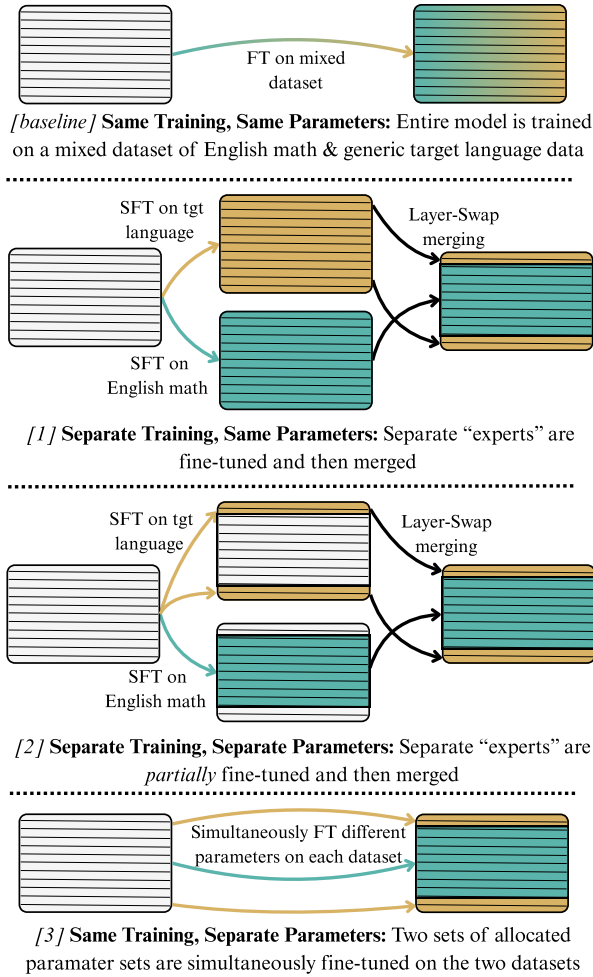 FT on mixed
dataset
[baseline] Same Training, Same Parameters: Entire model is trained
on a mixed dataset of English math & generic target language data
SFT on tgt
language
Layer-Swap
merging
SFT on
English math
[1] Separate Training, Same Parameters: Separate “experts” are
fine-tuned and then merged
SFT on tgt
language
Layer-Swap
merging
SFT on
English math
[2] Separate Training, Separate Parameters: Separate “experts” are
partially fine-tuned and then merged
Simultaneously FT different
parameters on each dataset
[3] Same Training, Separate Parameters: Two sets of allocated
paramater sets are simultaneously fine-tuned on the two datasets